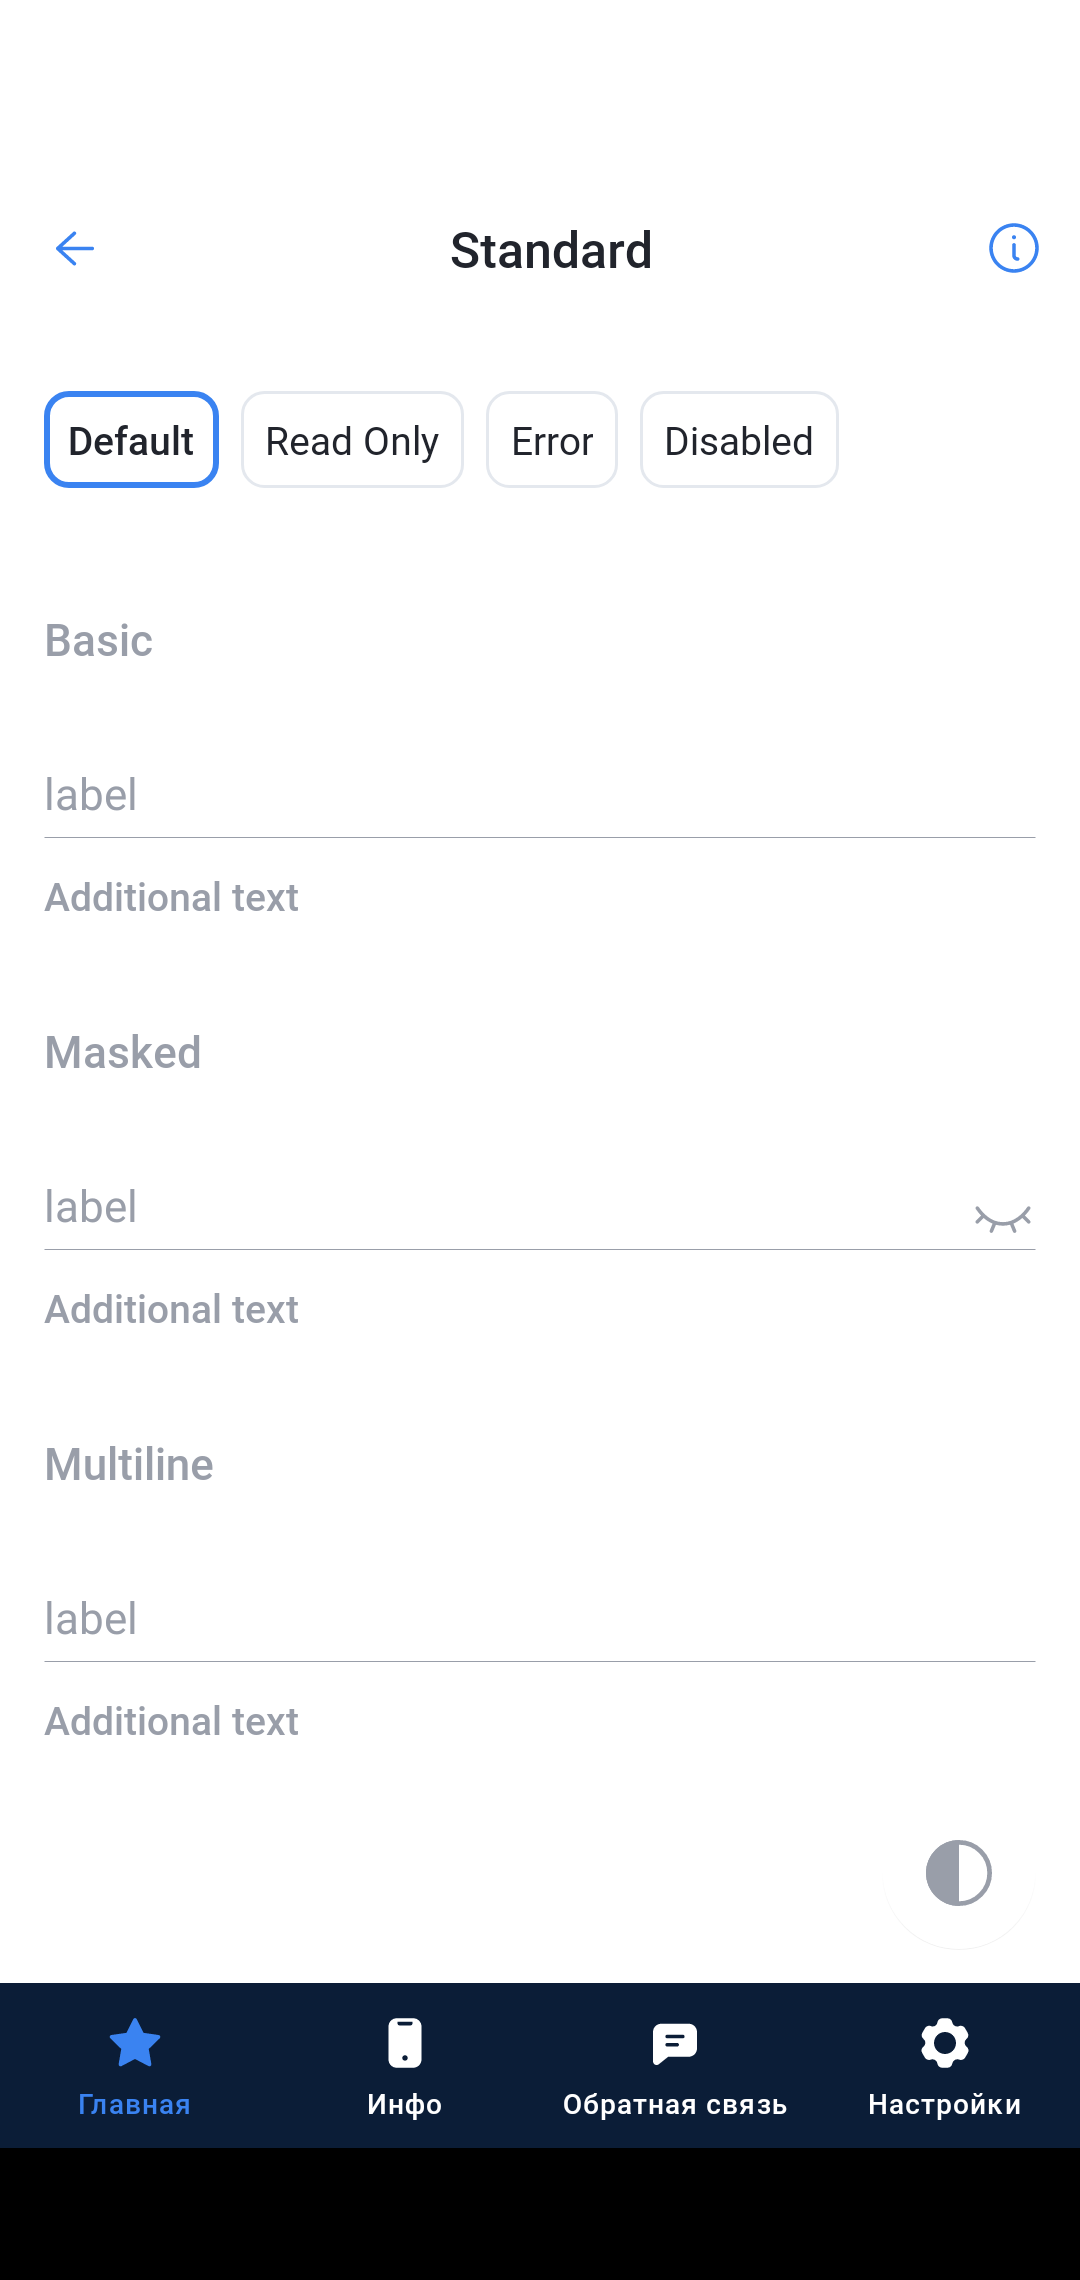 Standard
Default Read Only Error Disabled
Basic
label
Additional text
Masked
label
Additional text
Multiline
label
Additional text
Главная Инфо Обратная связь Настройки